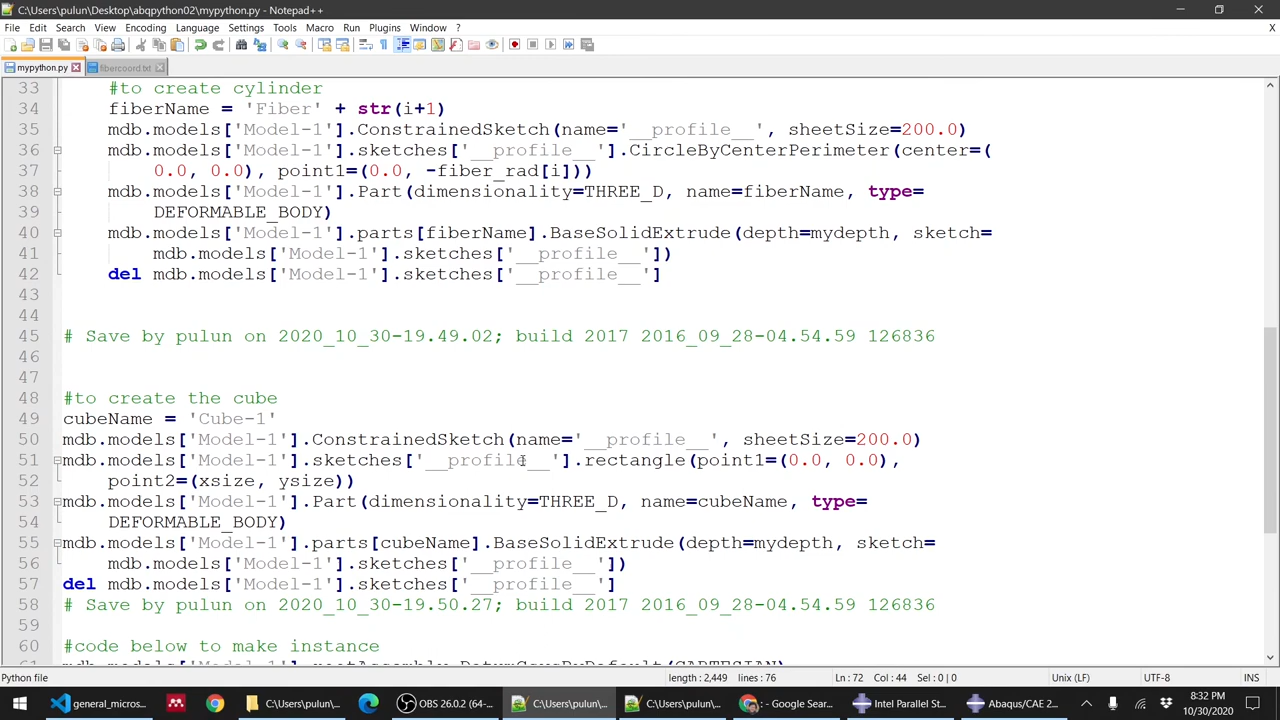 C:\Users\pulun\Desktop\abqpython02\mypython.py - Notepad++
File Edit Search View Encoding Language Settings Tools Macro Run Plugins Window ? X
mypython.py fibercoord.txt
33 #to create cylinder
34 fiberName = 'Fiber' + str(i+1)
35 mdb.models['Model-1'].ConstrainedSketch(name='__profile__', sheetSize=200.0)
36 mdb.models['Model-1'].sketches['__profile__'].CircleByCenterPerimeter(center=(
37 0.0, 0.0), point1=(0.0, -fiber_rad[i]))
38 mdb.models['Model-1'].Part(dimensionality=THREE_D, name=fiberName, type=
39 DEFORMABLE_BODY)
40 mdb.models['Model-1'].parts[fiberName].BaseSolidExtrude(depth=mydepth, sketch=
41 mdb.models['Model-1'].sketches['__profile__'])
42 del mdb.models['Model-1'].sketches['__profile__']
43
44
45 # Save by pulun on 2020_10_30-19.49.02; build 2017 2016_09_28-04.54.59 126836
46
47
48 #to create the cube
49 cubeName = 'Cube-1'
50 mdb.models['Model-1'].ConstrainedSketch(name='__profile__', sheetSize=200.0)
51 mdb.models['Model-1'].sketches['__profile__'].rectangle(point1=(0.0, 0.0),
52 point2=(xsize, ysize))
53 mdb.models['Model-1'].Part(dimensionality=THREE_D, name=cubeName, type=
54 DEFORMABLE_BODY)
55 mdb.models['Model-1'].parts[cubeName].BaseSolidExtrude(depth=mydepth, sketch=
56 mdb.models['Model-1'].sketches['__profile__'])
57 del mdb.models['Model-1'].sketches['__profile__']
58 # Save by pulun on 2020_10_30-19.50.27; build 2017 2016_09_28-04.54.59 126836
59
60 #code below to make instance
61 mdb.models['Model-1'].rootAssembly.DatumCsysByDefault(CARTESIAN)
Python file length : 2,449 lines : 76 Ln : 72 Col : 44 Sel : 0 | 0 Unix (LF) UTF-8 INS
general_micros... C:\Users\pulun\... OBS 26.0.2 (64-... C:\Users\pulun\... C:\Users\pulun\... : - Google Sear... Intel Parallel St... Abaqus/CAE 2... 8:32 PM
10/30/2020